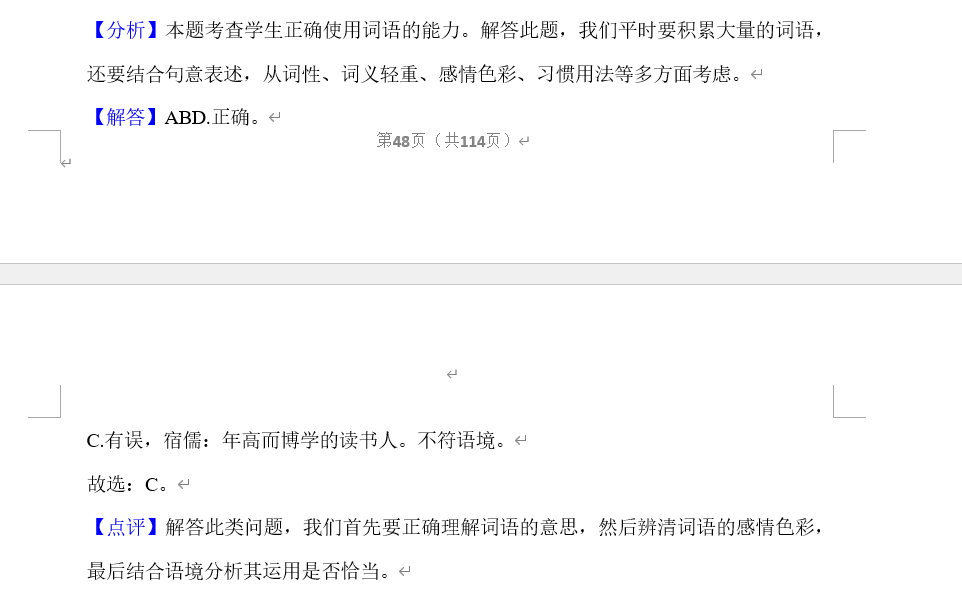 【分析】本题考查学生正确使用词语的能力。解答此题，我们平时要积累大量的词语，
还要结合句意表述，从词性、词义轻重、感情色彩、习惯用法等多方面考虑。
【解答】ABD.正确。
第48页（共114页）
C.有误，宿儒：年高而博学的读书人。不符语境。
故选：C。
【点评】解答此类问题，我们首先要正确理解词语的意思，然后辨清词语的感情色彩，
最后结合语境分析其运用是否恰当。